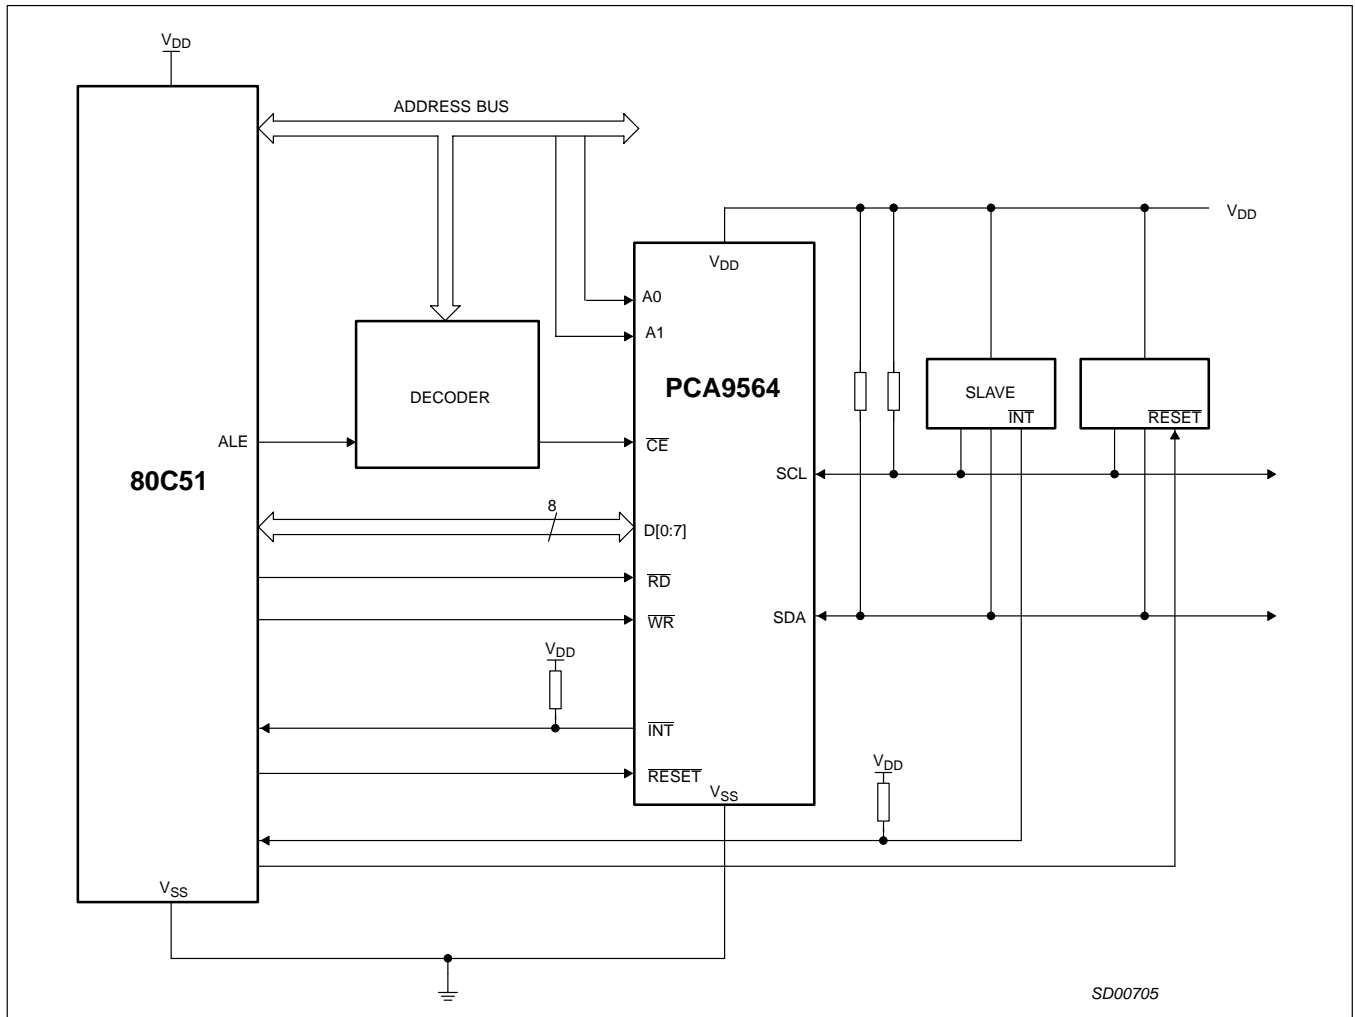 VDD
ADDRESS BUS
VDD
VDD
A0
A1
DECODER
PCA9564
SLAVE
INT
RESET
ALE
CE
80C51
SCL
8
D[0:7]
RD
WR
SDA
VDD
INT
RESET
VDD
VSS
VSS
SD00705